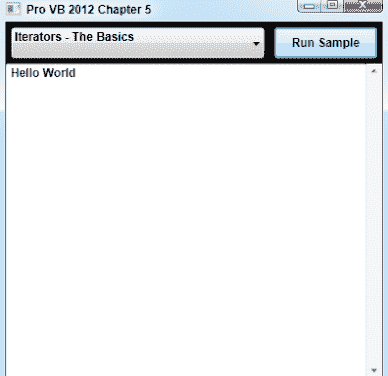 Pro VB 2012 Chapter 5
Iterators - The Basics
Run Sample
Hello World